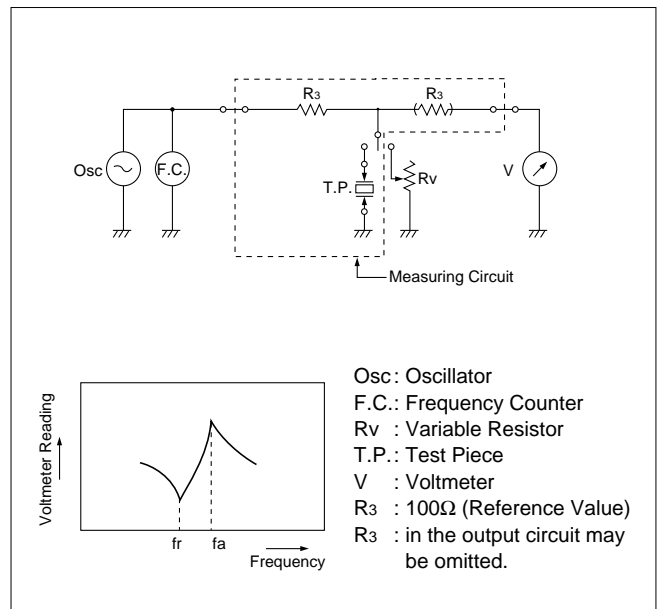 R3
R3
Osc
F.C.
T.P.
Rv
V
Measuring Circuit
Voltmeter Reading
fr
fa
Frequency
Osc : Oscillator
F.C. : Frequency Counter
Rv : Variable Resistor
T.P. : Test Piece
V : Voltmeter
R3 : 100Ω (Reference Value)
R3 : in the output circuit may
be omitted.